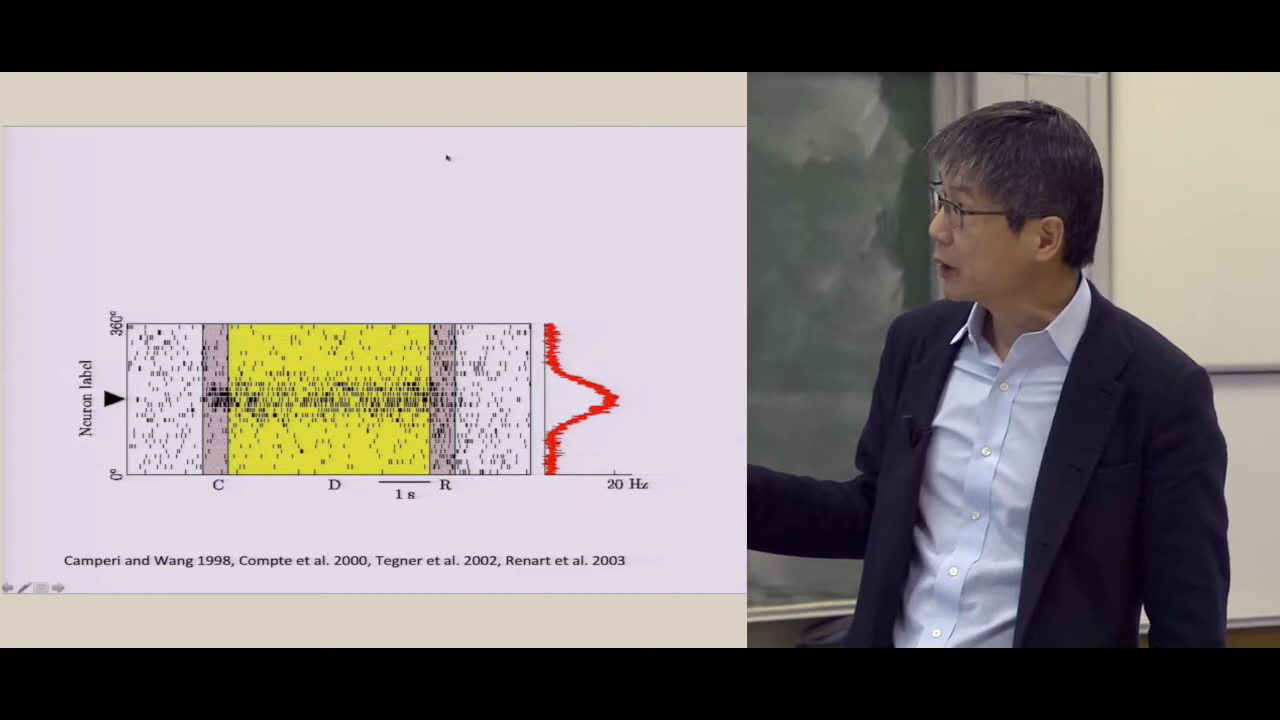 360°
Neuron label
0°
C
D
R
1 s
20 Hz
Camperi and Wang 1998, Compte et al. 2000, Tegner et al. 2002, Renart et al. 2003